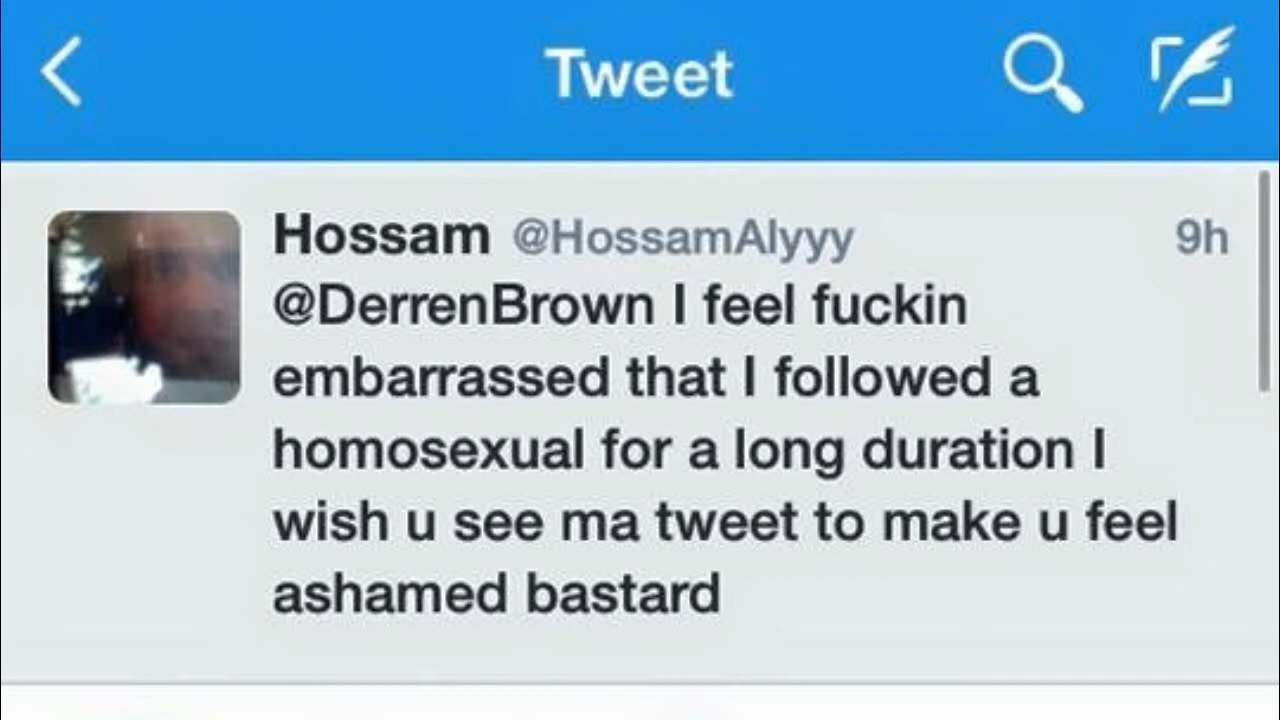 Tweet
Hossam @HossamAlyyy 9h
@DerrenBrown I feel fuckin
embarrassed that I followed a
homosexual for a long duration I
wish u see ma tweet to make u feel
ashamed bastard